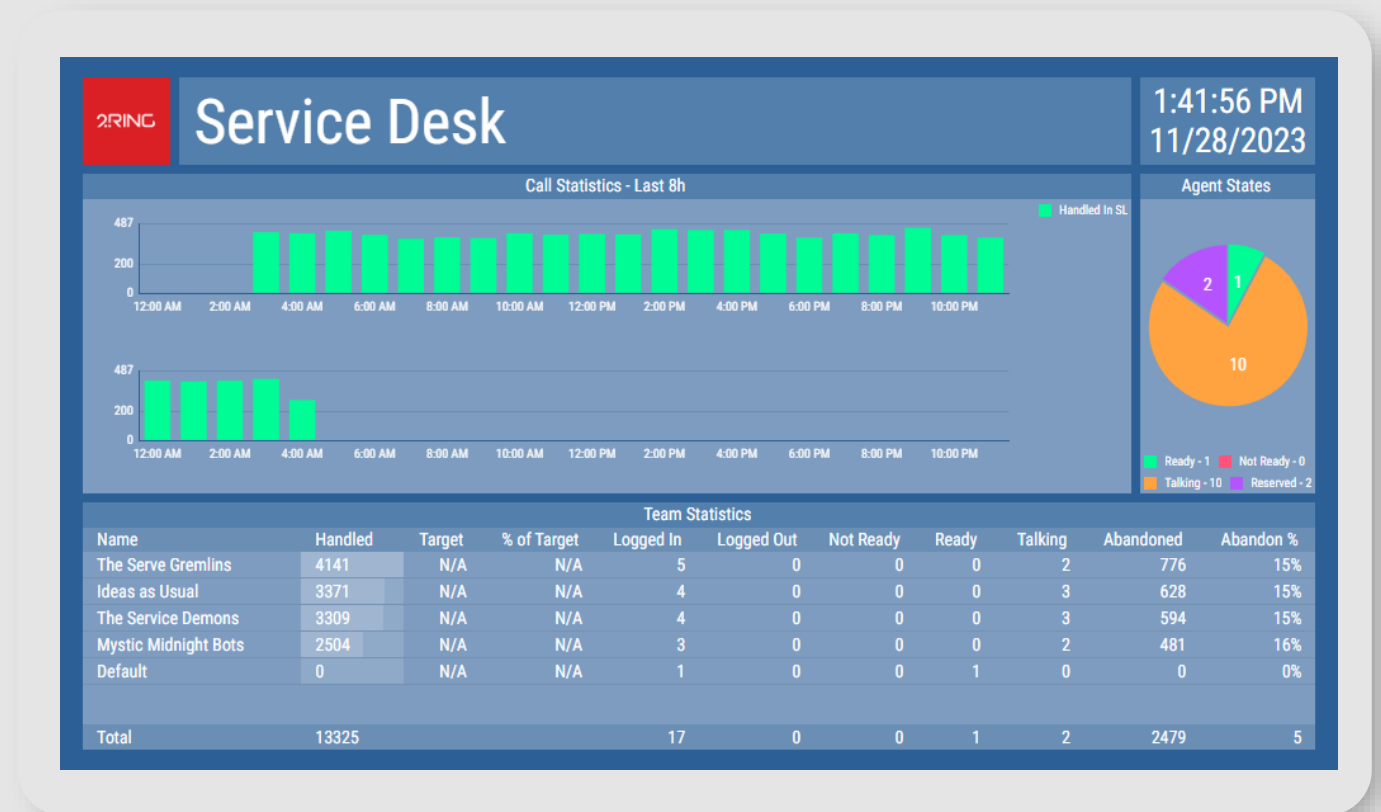 2RING
Service Desk
1:41:56 PM
11/28/2023
Call Statistics - Last 8h
Handled In SL
487
200
0
12:00 AM 2:00 AM 4:00 AM 6:00 AM 8:00 AM 10:00 AM 12:00 PM 2:00 PM 4:00 PM 6:00 PM 8:00 PM 10:00 PM
487
200
0
12:00 AM 2:00 AM 4:00 AM 6:00 AM 8:00 AM 10:00 AM 12:00 PM 2:00 PM 4:00 PM 6:00 PM 8:00 PM 10:00 PM
Agent States
2 1
10
Ready - 1 Not Ready - 0
Talking - 10 Reserved - 2
Team Statistics
Name Handled Target % of Target Logged In Logged Out Not Ready Ready Talking Abandoned Abandon %
The Serve Gremlins 4141 N/A N/A 5 0 0 0 2 776 15%
Ideas as Usual 3371 N/A N/A 4 0 0 0 3 628 15%
The Service Demons 3309 N/A N/A 4 0 0 0 3 594 15%
Mystic Midnight Bots 2504 N/A N/A 3 0 0 0 2 481 16%
Default 0 N/A N/A 1 0 0 1 0 0 0%
Total 13325 17 0 0 1 2 2479 5